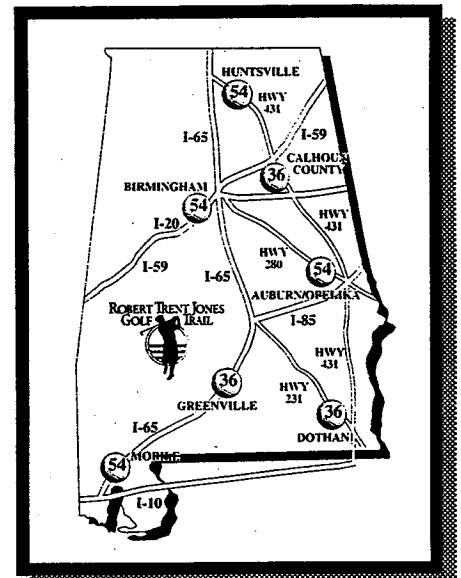 HUNTSVILLE
54
HWY
431
I-65
I-59
CALHOUN
COUNTY
36
BIRMINGHAM
54
I-20
HWY
431
I-59
I-65
HWY
280
54
AUBURN/OPELIKA
I-85
ROBERT TRENT JONES
GOLF TRAIL
HWY
431
36
GREENVILLE
HWY
231
36
DOTHAN
I-65
MOBILE
54
I-10